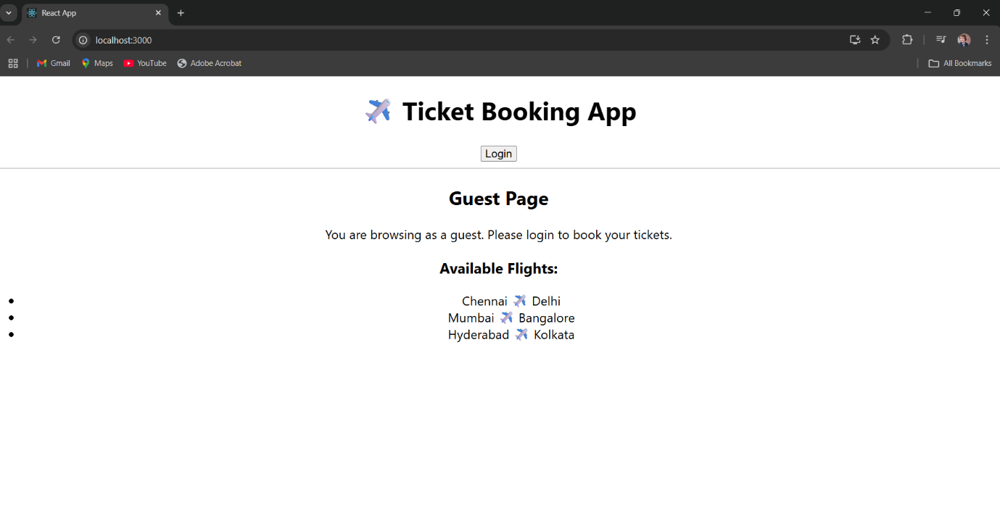 React App
localhost:3000
Gmail Maps YouTube Adobe Acrobat All Bookmarks
✈️ Ticket Booking App
Login
Guest Page
You are browsing as a guest. Please login to book your tickets.
Available Flights:
• Chennai ✈️ Delhi
• Mumbai ✈️ Bangalore
• Hyderabad ✈️ Kolkata